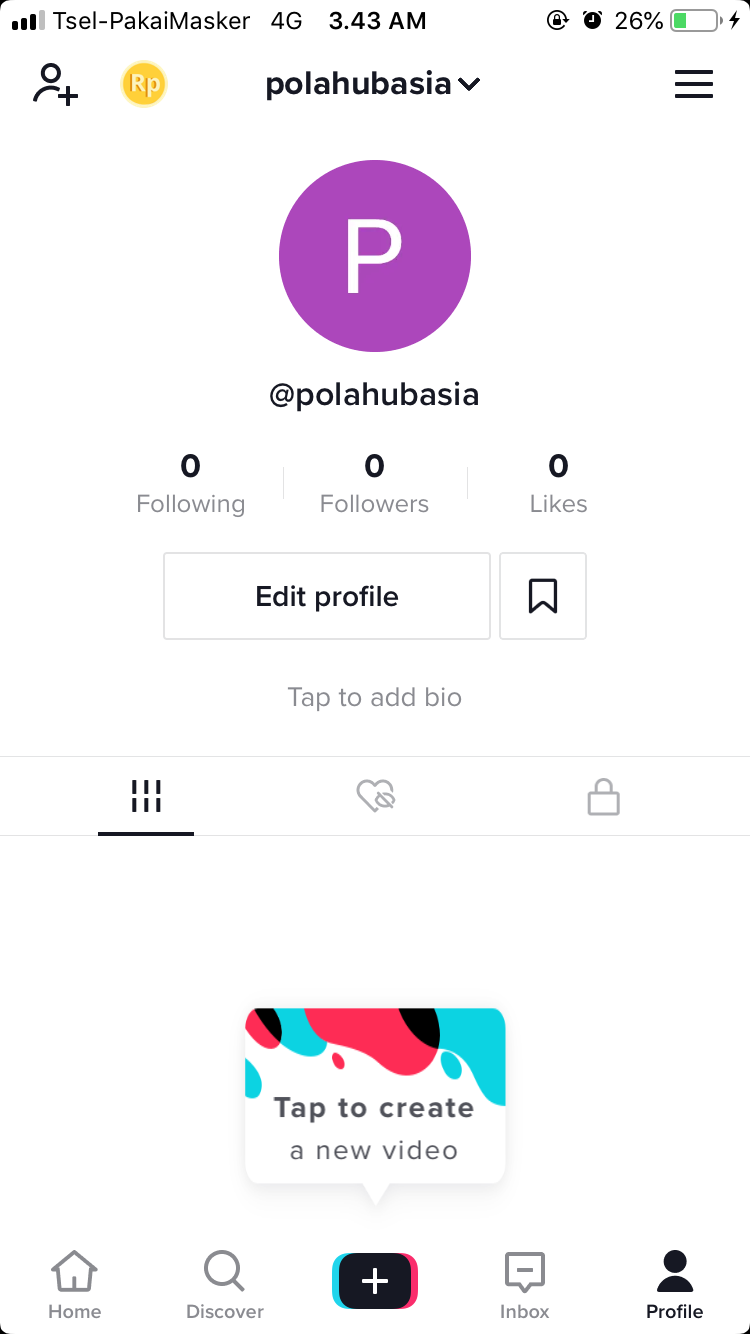 Tsel-PakaiMasker 4G 3.43 AM 26%
Rp polahubasia
P
@polahubasia
0 0 0
Following Followers Likes
Edit profile
Tap to add bio
Tap to create
a new video
Home Discover Inbox Profile